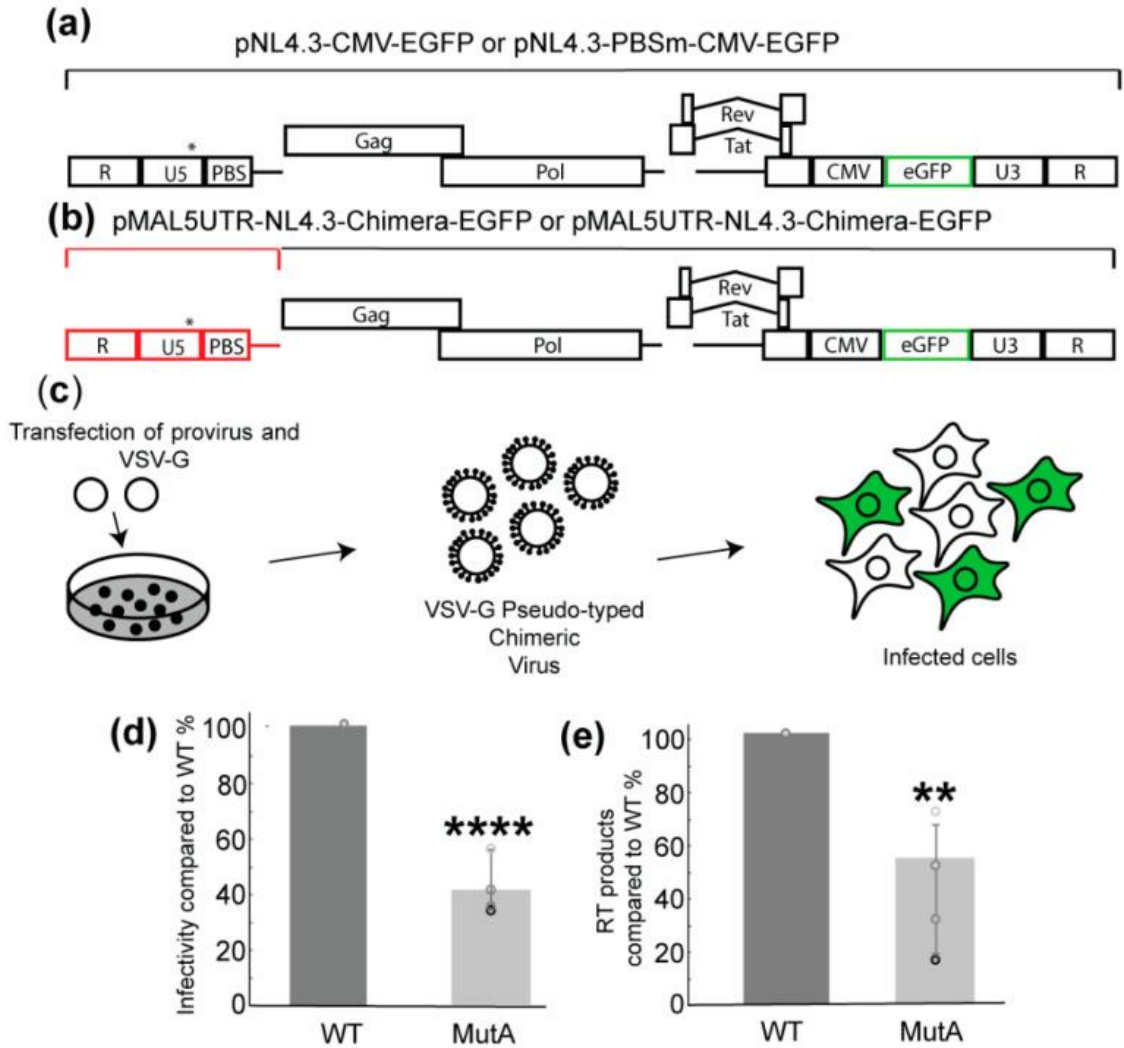 (a)
pNL4.3-CMV-EGFP or pNL4.3-PBSm-CMV-EGFP
Rev
Gag
Tat
*
R U5 PBS Pol CMV eGFP U3 R
(b) pMAL5UTR-NL4.3-Chimera-EGFP or pMAL5UTR-NL4.3-Chimera-EGFP
Rev
Gag
Tat
*
R U5 PBS Pol CMV eGFP U3 R
(c)
Transfection of provirus and
VSV-G
VSV-G Pseudo-typed
Chimeric
Virus
Infected cells
(d)
Infectivity compared to WT %
100
80
60
40
20
0
****
WT MutA
(e)
RT products
compared to WT %
100
80
60
40
20
0
**
WT MutA